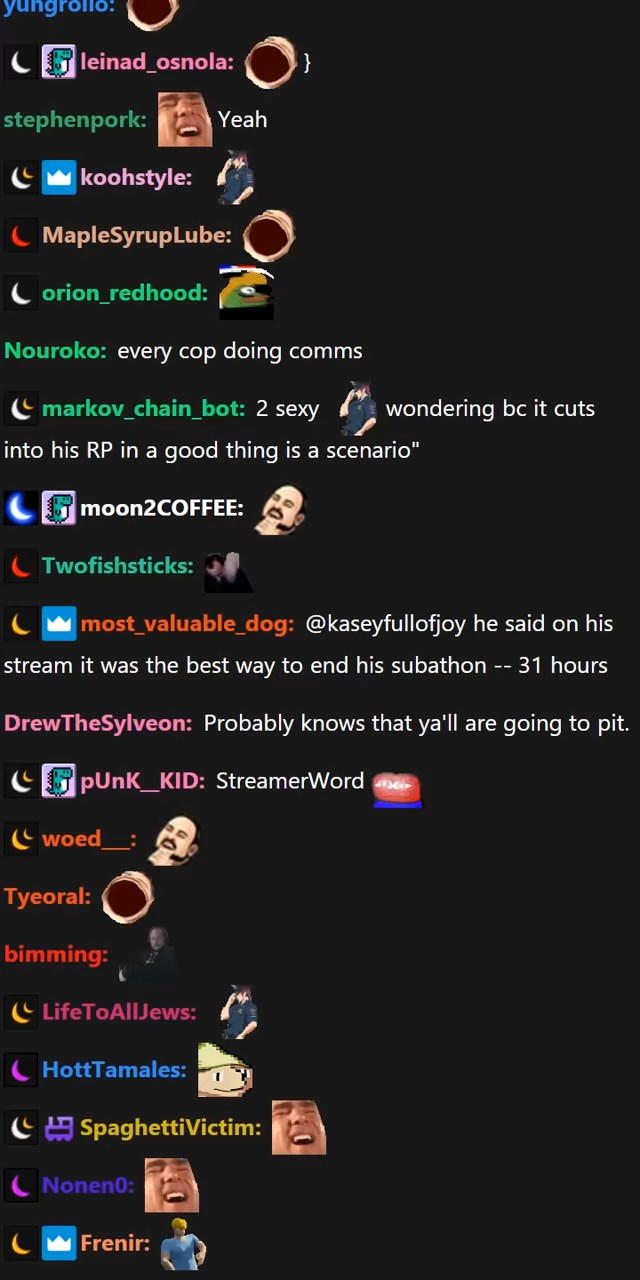 yungrollo:
leinad_osnola: }
stephenpork: Yeah
koohstyle:
MapleSyrupLube:
orion_redhood:
Nouroko: every cop doing comms
markov_chain_bot: 2 sexy wondering bc it cuts
into his RP in a good thing is a scenario"
moon2COFFEE:
Twofishsticks:
most_valuable_dog: @kaseyfullofjoy he said on his
stream it was the best way to end his subathon -- 31 hours
DrewTheSylveon: Probably knows that ya'll are going to pit.
pUnK__KID: StreamerWord
woed___:
Tyeoral:
bimming:
LifeToAllJews:
HottTamales:
SpaghettiVictim:
Nonen0:
Frenir: